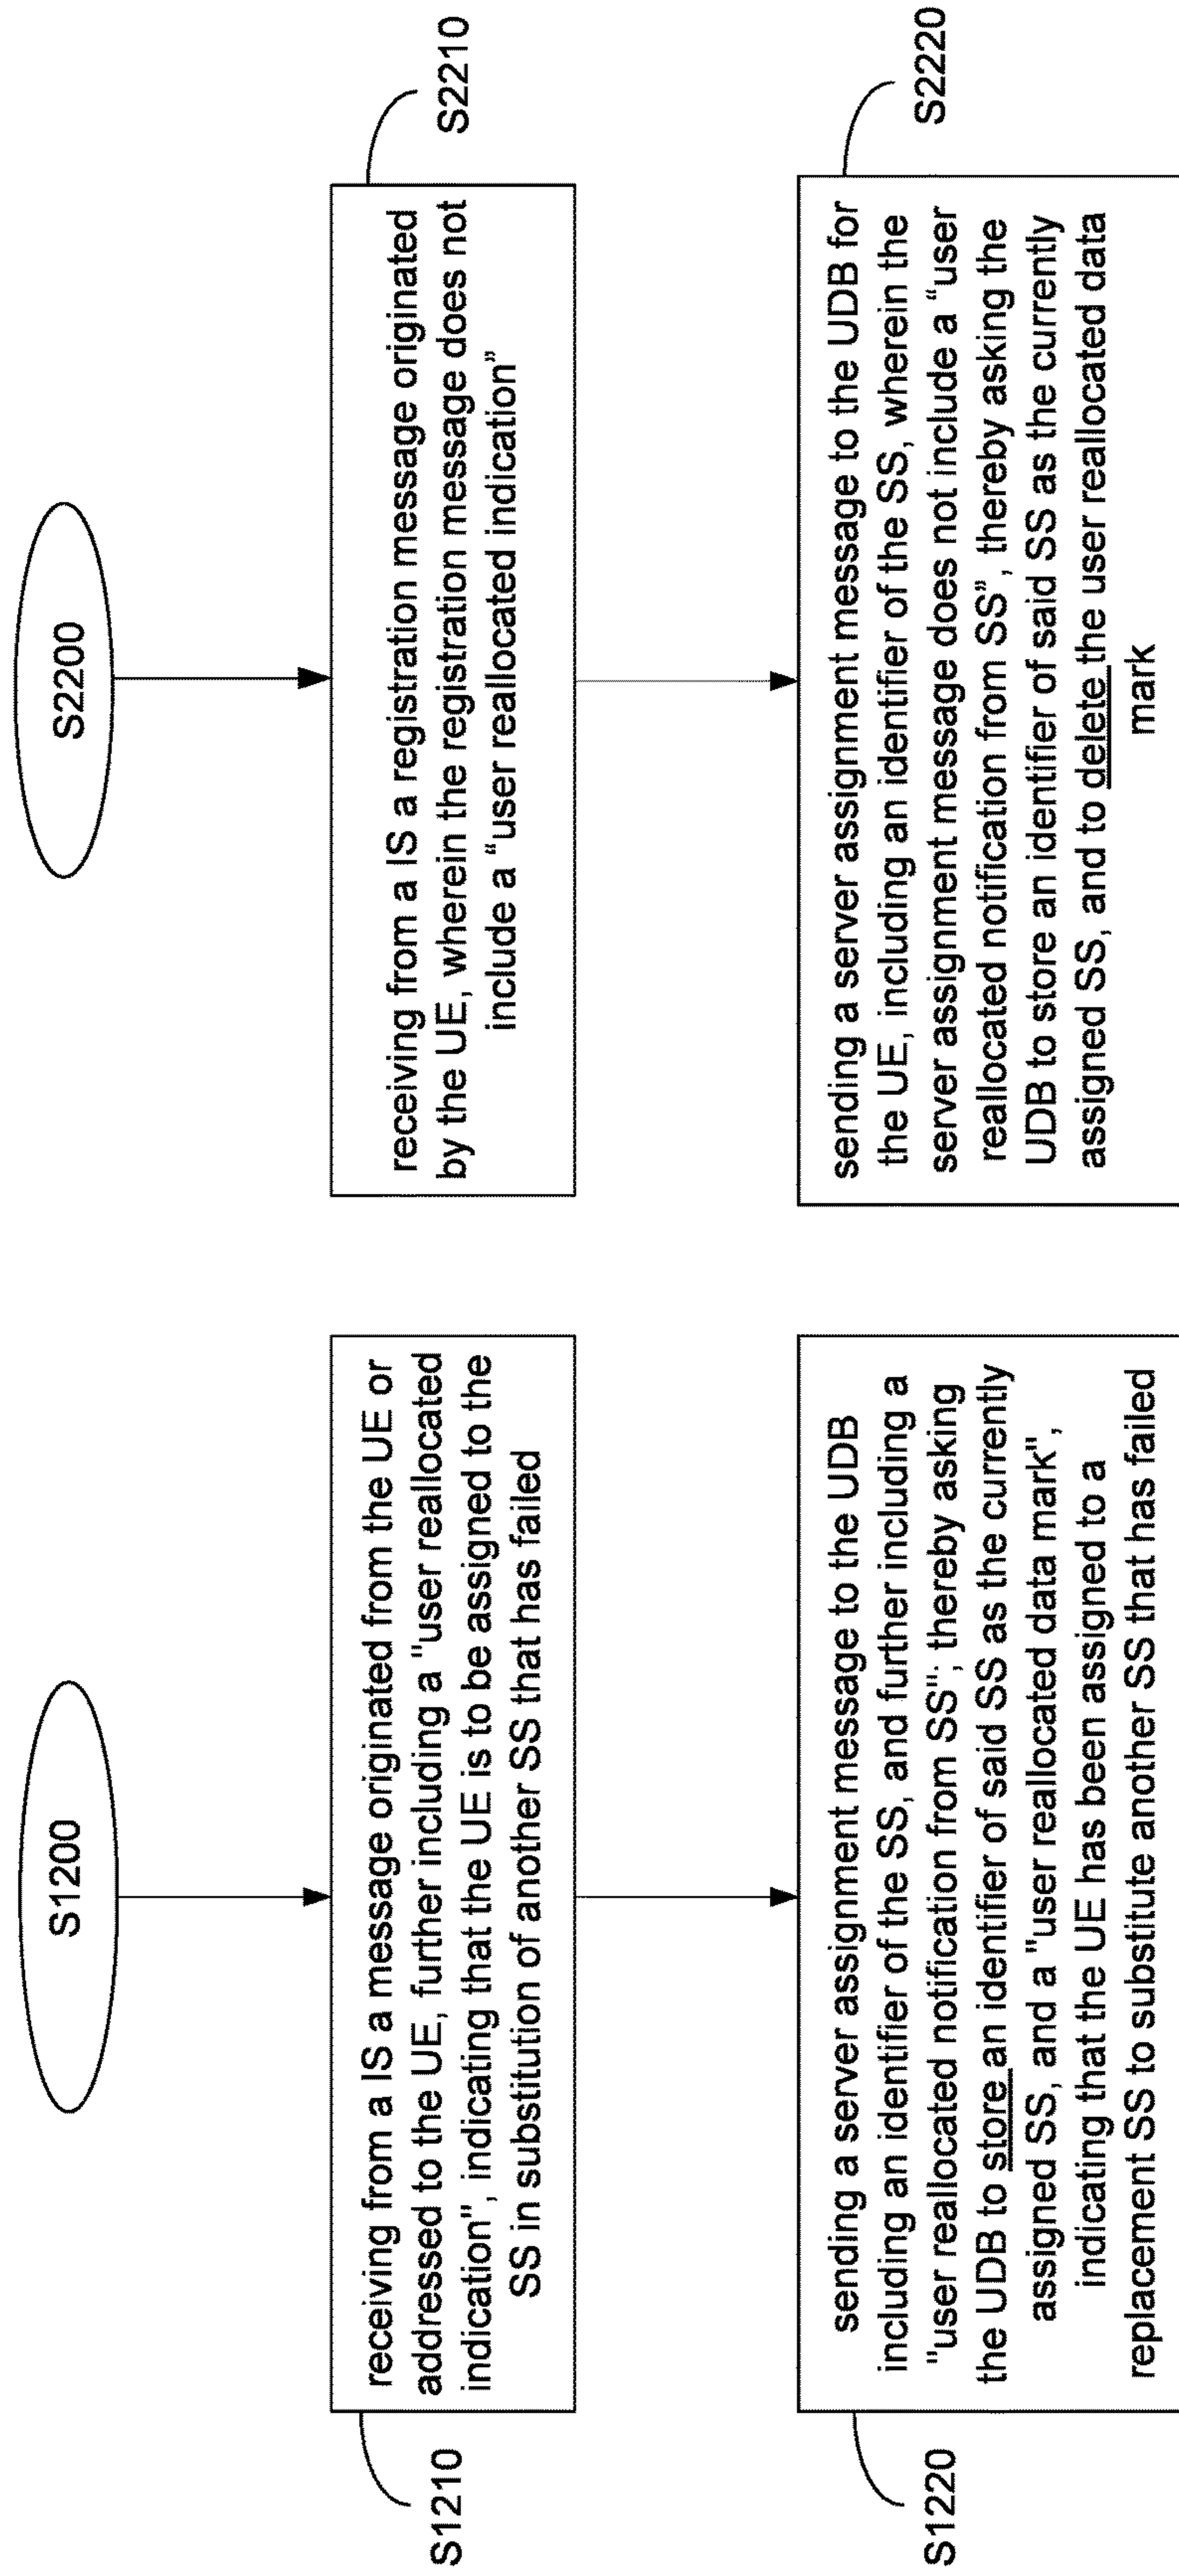 S1200
S1210
receiving from a IS a message originated from the UE or
addressed to the UE, further including a "user reallocated
indication", indicating that the UE is to be assigned to the
SS in substitution of another SS that has failed
S1220
sending a server assignment message to the UDB
including an identifier of the SS, and further including a
"user reallocated notification from SS"; thereby asking
the UDB to store an identifier of said SS as the currently
assigned SS, and a "user reallocated data mark",
indicating that the UE has been assigned to a
replacement SS to substitute another SS that has failed
S2200
S2210
receiving from a IS a registration message originated
by the UE, wherein the registration message does not
include a “user reallocated indication”
S2220
sending a server assignment message to the UDB for
the UE, including an identifier of the SS, wherein the
server assignment message does not include a “user
reallocated notification from SS”, thereby asking the
UDB to store an identifier of said SS as the currently
assigned SS, and to delete the user reallocated data
mark